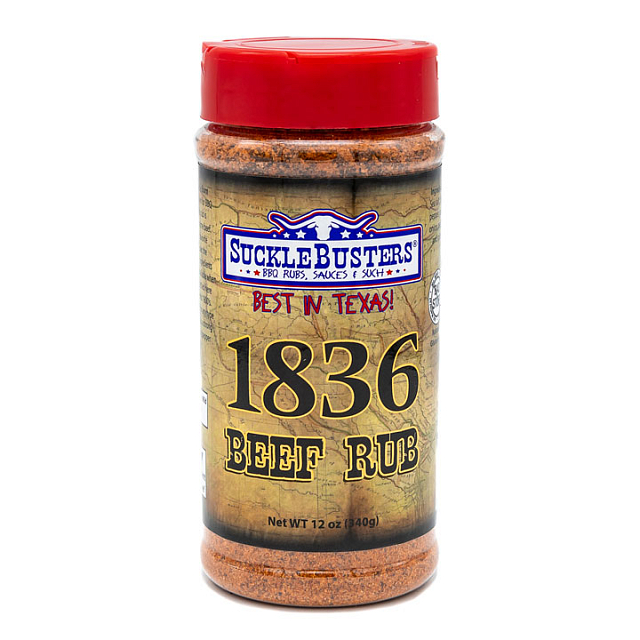 SUCKLEBUSTERS®
BBQ RUBS, SAUCES & SUCH
BEST IN TEXAS!
1836
BEEF RUB
Net WT 12 oz (340g)